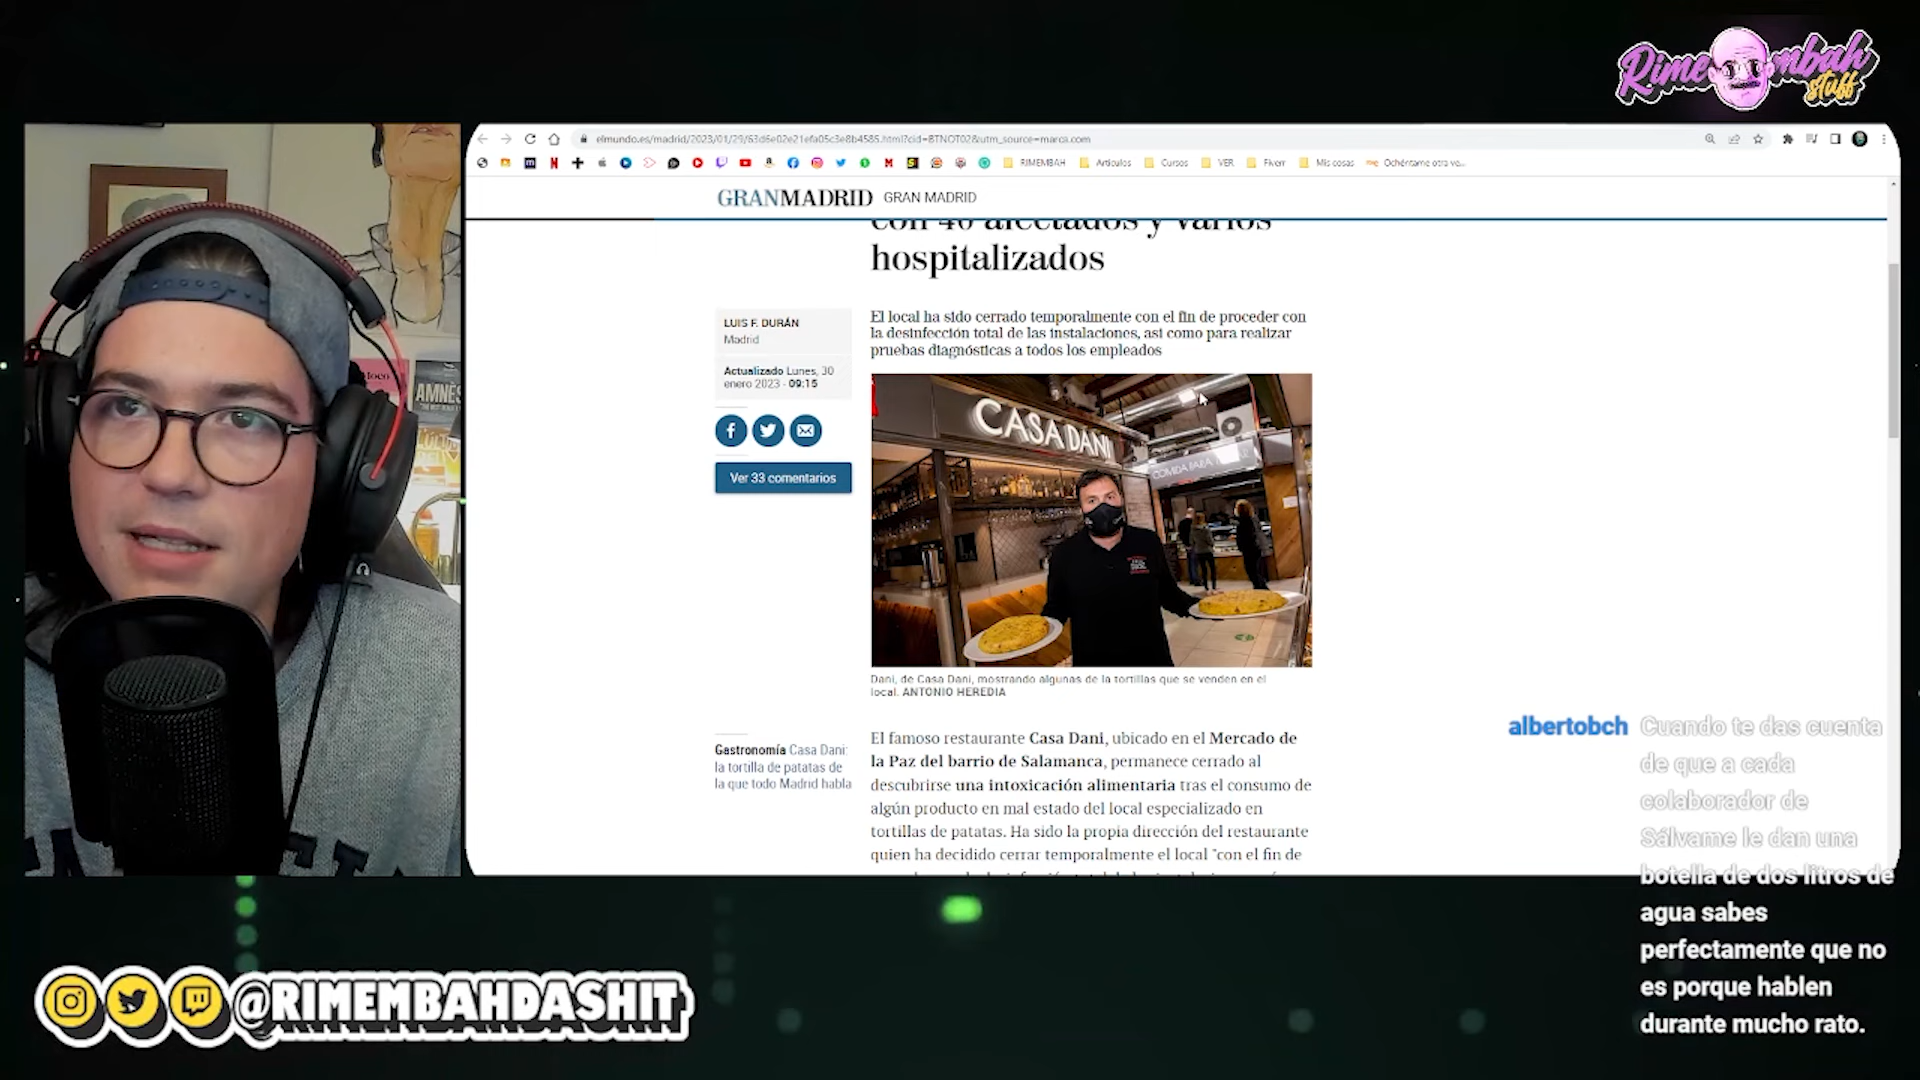 Rimembah
stuff
elmundo.es/madrid/2023/01/29/63d6e02e21efa05c3e8b4585.html?cid=BTNOT02&utm_source=marca.com
RIMEMBAH
Artículos
Cursos
VER
Fiverr
Mis cosas
Ochéntame otra ve...
GRANMADRID GRAN MADRID
con 40 afectados y varios
hospitalizados
LUIS F. DURÁN
Madrid
Actualizado Lunes, 30
enero 2023 - 09:15
Ver 33 comentarios
El local ha sido cerrado temporalmente con el fin de proceder con
la desinfección total de las instalaciones, así como para realizar
pruebas diagnósticas a todos los empleados
CASA DANI
COMIDA PARA
Dani, de Casa Dani, mostrando algunas de la tortillas que se venden en el
local. ANTONIO HEREDIA
Gastronomía Casa Dani:
la tortilla de patatas de
la que todo Madrid habla
El famoso restaurante Casa Dani, ubicado en el Mercado de
la Paz del barrio de Salamanca, permanece cerrado al
descubrirse una intoxicación alimentaria tras el consumo de
algún producto en mal estado del local especializado en
tortillas de patatas. Ha sido la propia dirección del restaurante
quien ha decidido cerrar temporalmente el local "con el fin de
albertobch Cuando te das cuenta
de que a cada
colaborador de
Sálvame le dan una
botella de dos litros de
agua sabes
perfectamente que no
es porque hablen
durante mucho rato.
@RIMEMBAHDASHIT